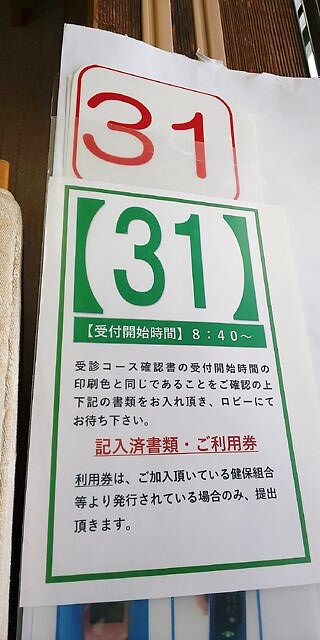 31
【31】
【受付開始時間】8：40～
受診コース確認書の受付開始時間の
印刷色と同じであることをご確認の上
下記の書類をお入れ頂き、ロビーにて
お待ち下さい。
記入済書類・ご利用券
利用券は、ご加入頂いている健保組合
等より発行されている場合のみ、提出
頂きます。